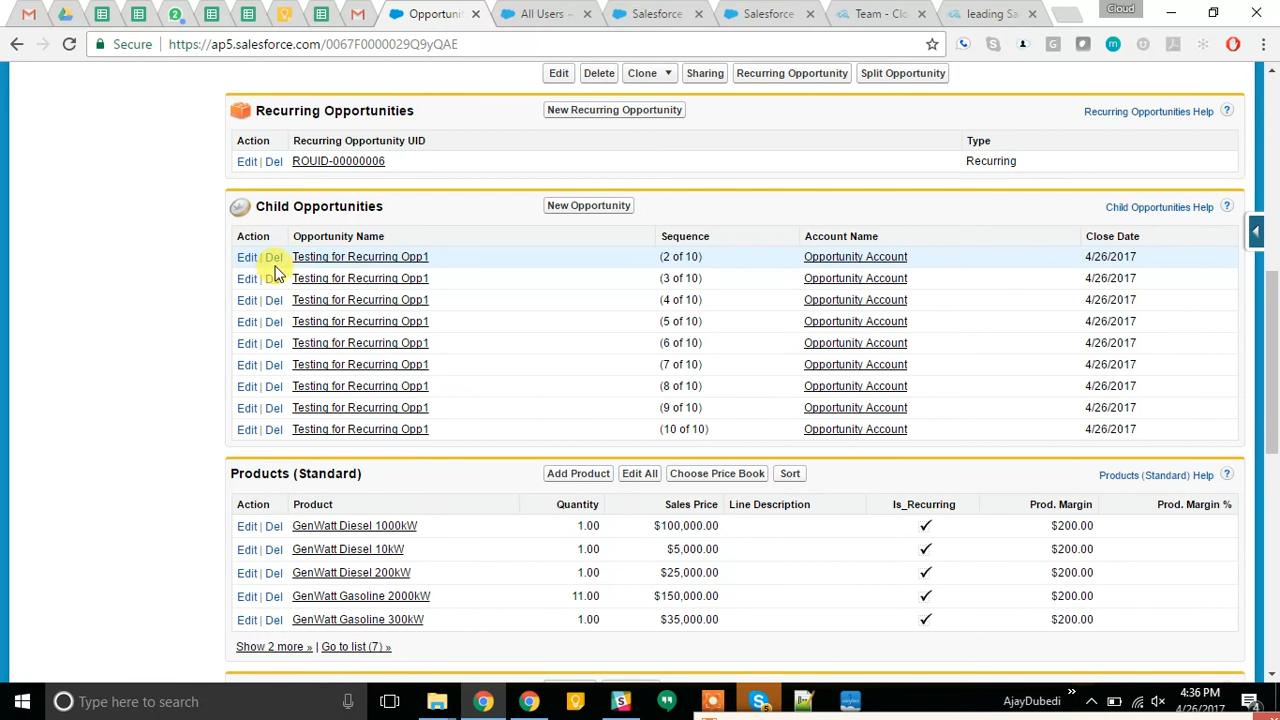 2
Opportuni
All Users -
Salesforce
Salesforce
Team - Clo
leading Sa
Cloud
Secure https://ap5.salesforce.com/0067F0000029Q9yQAE
Edit Delete Clone Sharing Recurring Opportunity Split Opportunity
Recurring Opportunities New Recurring Opportunity Recurring Opportunities Help ?
Action Recurring Opportunity UID Type
Edit | Del ROUID-00000006 Recurring
Child Opportunities New Opportunity Child Opportunities Help ?
Action Opportunity Name Sequence Account Name Close Date
Edit | Del Testing for Recurring Opp1 (2 of 10) Opportunity Account 4/26/2017
Edit | Del Testing for Recurring Opp1 (3 of 10) Opportunity Account 4/26/2017
Edit | Del Testing for Recurring Opp1 (4 of 10) Opportunity Account 4/26/2017
Edit | Del Testing for Recurring Opp1 (5 of 10) Opportunity Account 4/26/2017
Edit | Del Testing for Recurring Opp1 (6 of 10) Opportunity Account 4/26/2017
Edit | Del Testing for Recurring Opp1 (7 of 10) Opportunity Account 4/26/2017
Edit | Del Testing for Recurring Opp1 (8 of 10) Opportunity Account 4/26/2017
Edit | Del Testing for Recurring Opp1 (9 of 10) Opportunity Account 4/26/2017
Edit | Del Testing for Recurring Opp1 (10 of 10) Opportunity Account 4/26/2017
Products (Standard) Add Product Edit All Choose Price Book Sort Products (Standard) Help ?
Action Product Quantity Sales Price Line Description Is_Recurring Prod. Margin Prod. Margin %
Edit | Del GenWatt Diesel 1000kW 1.00 $100,000.00 $200.00
Edit | Del GenWatt Diesel 10kW 1.00 $5,000.00 $200.00
Edit | Del GenWatt Diesel 200kW 1.00 $25,000.00 $200.00
Edit | Del GenWatt Gasoline 2000kW 11.00 $150,000.00 $200.00
Edit | Del GenWatt Gasoline 300kW 1.00 $35,000.00 $200.00
Show 2 more » | Go to list (7) »
Type here to search
AjayDubedi
4:36 PM
4/26/2017